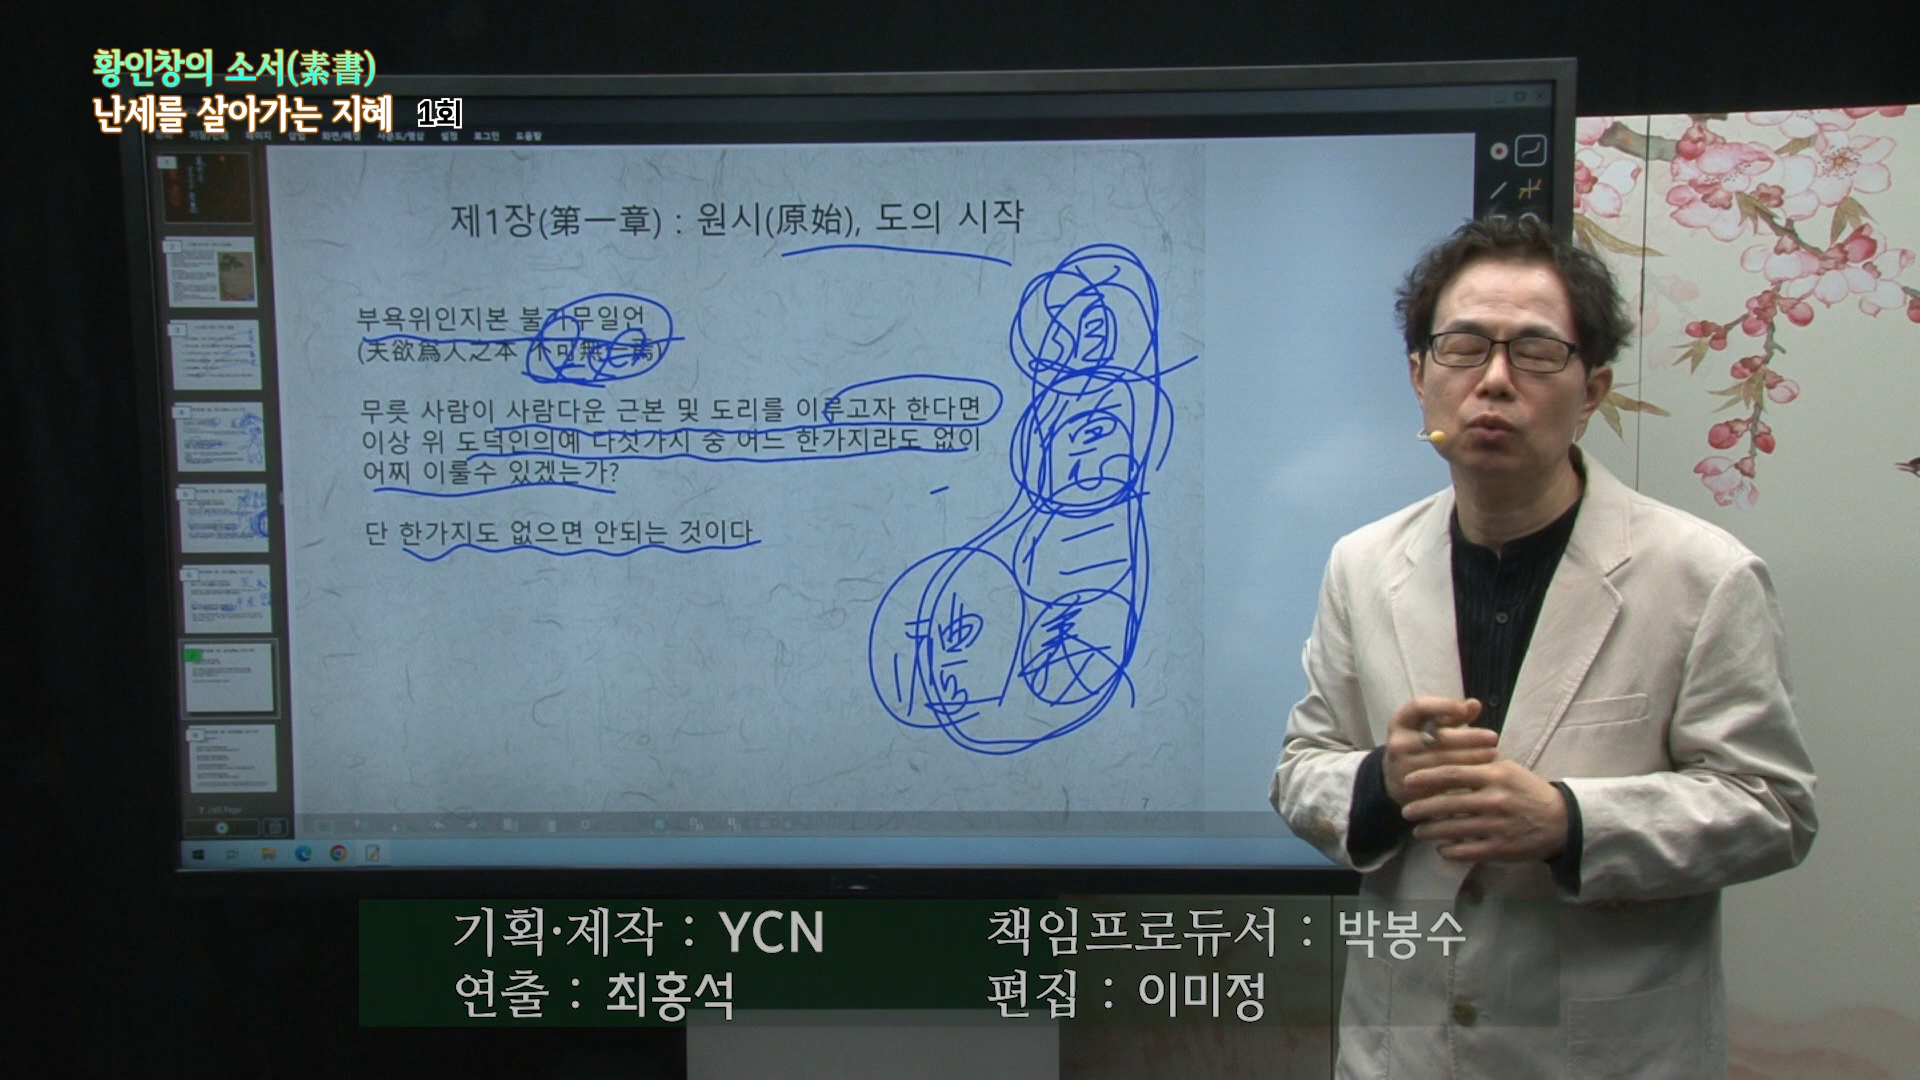 황인창의 소서(素書)
난세를 살아가는 지혜 1회
제1장(第一章) : 원시(原始), 도의 시작
부욕위인지본 불가무일언
(夫欲爲人之本 不可無一焉)
무릇 사람이 사람다운 근본 및 도리를 이루고자 한다면
이상 위 도덕인의예 다섯가지 중 어느 한가지라도 없이
어찌 이룰수 있겠는가?
단 한가지도 없으면 안되는 것이다
道
德
仁
義
禮
7
기획·제작 : YCN 책임프로듀서 : 박봉수
연출 : 최홍석 편집 : 이미정